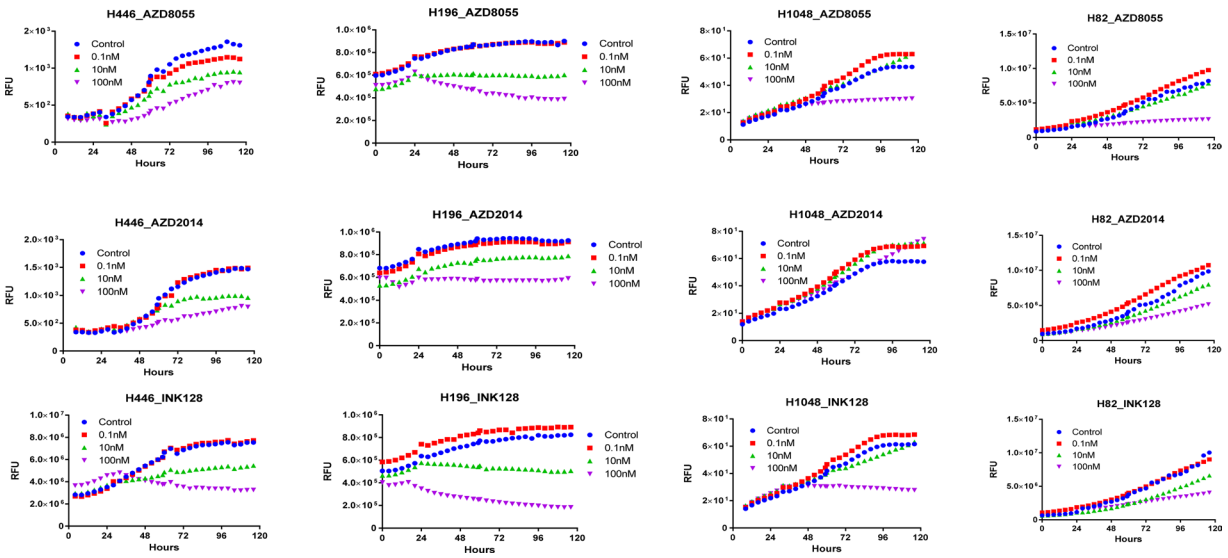 H446_AZD8055
RFU
2×10³
1×10³
1×10³
5×10²
0
0 24 48 72 96 120
Hours
Control
0.1nM
10nM
100nM
H196_AZD8055
RFU
1.0×10⁶
8.0×10⁵
6.0×10⁵
4.0×10⁵
2.0×10⁵
0
0 24 48 72 96 120
Hours
Control
0.1nM
10nM
100nM
H1048_AZD8055
RFU
8×10¹
6×10¹
4×10¹
2×10¹
0
0 24 48 72 96 120
Hours
Control
0.1nM
10nM
100nM
H82_AZD8055
RFU
1.5×10⁷
1.0×10⁷
5.0×10⁶
0
0 24 48 72 96 120
Hours
Control
0.1nM
10nM
100nM
H446_AZD2014
RFU
2.0×10³
1.5×10³
1.0×10³
5.0×10²
0
0 24 48 72 96 120
Hours
Control
0.1nM
10nM
100nM
H196_AZD2014
RFU
1.0×10⁶
8.0×10⁵
6.0×10⁵
4.0×10⁵
2.0×10⁵
0
0 24 48 72 96 120
Hours
Control
0.1nM
10nM
100nM
H1048_AZD2014
RFU
8×10¹
6×10¹
4×10¹
2×10¹
0
0 24 48 72 96 120
Hours
Control
0.1nM
10nM
100nM
H82_AZD2014
RFU
1.5×10⁷
1.0×10⁷
5.0×10⁶
0
0 24 48 72 96 120
Hours
Control
0.1nM
10nM
100nM
H446_INK128
RFU
1.0×10⁷
8.0×10⁶
6.0×10⁶
4.0×10⁶
2.0×10⁶
0
0 24 48 72 96 120
Hours
Control
0.1nM
10nM
100nM
H196_INK128
RFU
1.0×10⁶
8.0×10⁵
6.0×10⁵
4.0×10⁵
2.0×10⁵
0
0 24 48 72 96 120
Hours
Control
0.1nM
10nM
100nM
H1048_INK128
RFU
8×10¹
6×10¹
4×10¹
2×10¹
0
0 24 48 72 96 120
Hours
Control
0.1nM
10nM
100nM
H82_INK128
RFU
1.5×10⁷
1.0×10⁷
5.0×10⁶
0
0 24 48 72 96 120
Hours
Control
0.1nM
10nM
100nM